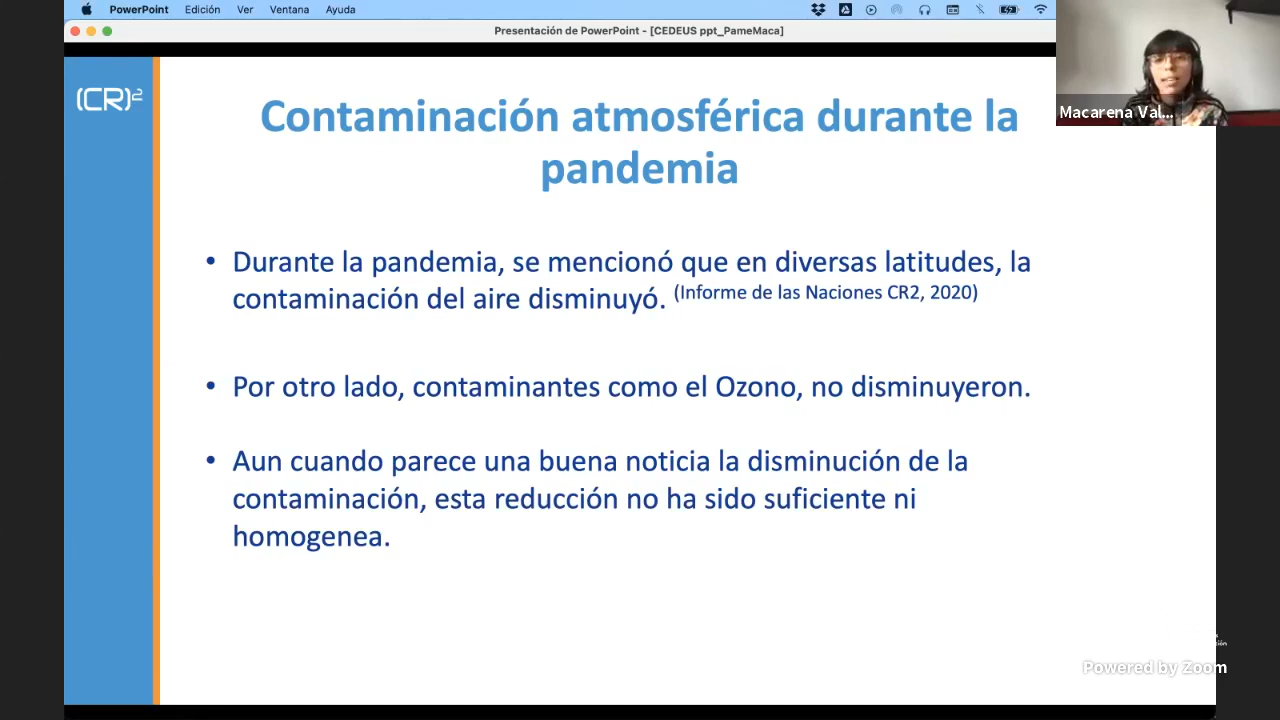 PowerPoint Edición Ver Ventana Ayuda
Presentación de PowerPoint - [CEDEUS ppt_PameMaca]
(CR)2
Macarena Val...
Contaminación atmosférica durante la
pandemia
• Durante la pandemia, se mencionó que en diversas latitudes, la
contaminación del aire disminuyó. (Informe de las Naciones CR2, 2020)
• Por otro lado, contaminantes como el Ozono, no disminuyeron.
• Aun cuando parece una buena noticia la disminución de la
contaminación, esta reducción no ha sido suficiente ni
homogenea.
Powered by Zoom